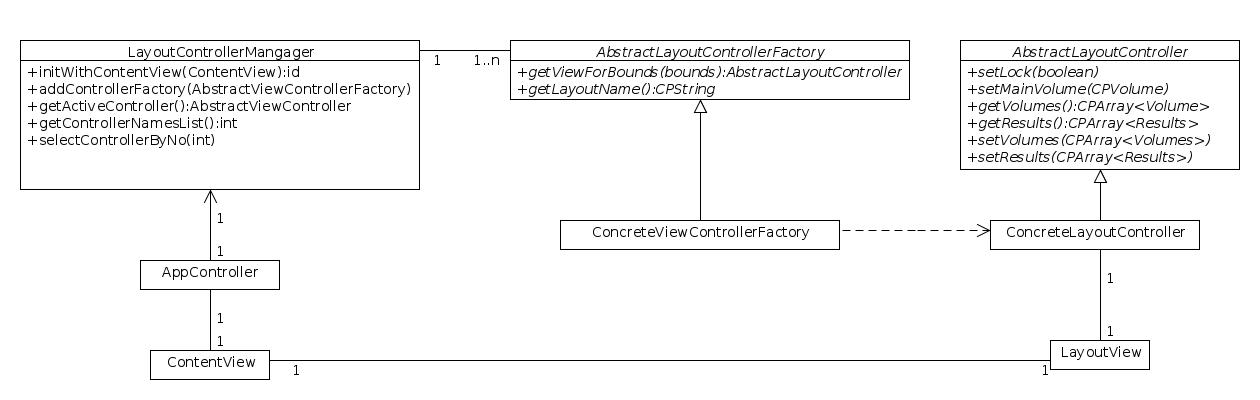 LayoutControllerMangager
+initWithContentView(ContentView):id
+addControllerFactory(AbstractViewControllerFactory)
+getActiveController():AbstractViewController
+getControllerNamesList():int
+selectControllerByNo(int)
1
1..n
AbstractLayoutControllerFactory
+getViewForBounds(bounds):AbstractLayoutController
+getLayoutName():CPString
AbstractLayoutController
+setLock(boolean)
+setMainVolume(CPVolume)
+getVolumes():CPArray<Volume>
+getResults():CPArray<Results>
+setVolumes(CPArray<Volumes>)
+setResults(CPArray<Results>)
1
1
ConcreteViewControllerFactory
ConcreteLayoutController
AppController
1
1
1
1
ContentView
LayoutView
1
1